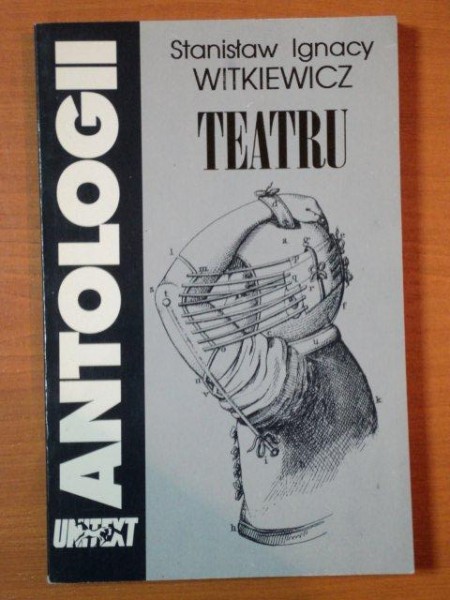 Stanisław Ignacy
WITKIEWICZ
TEATRU
ANTOLOGII
UNITEXT